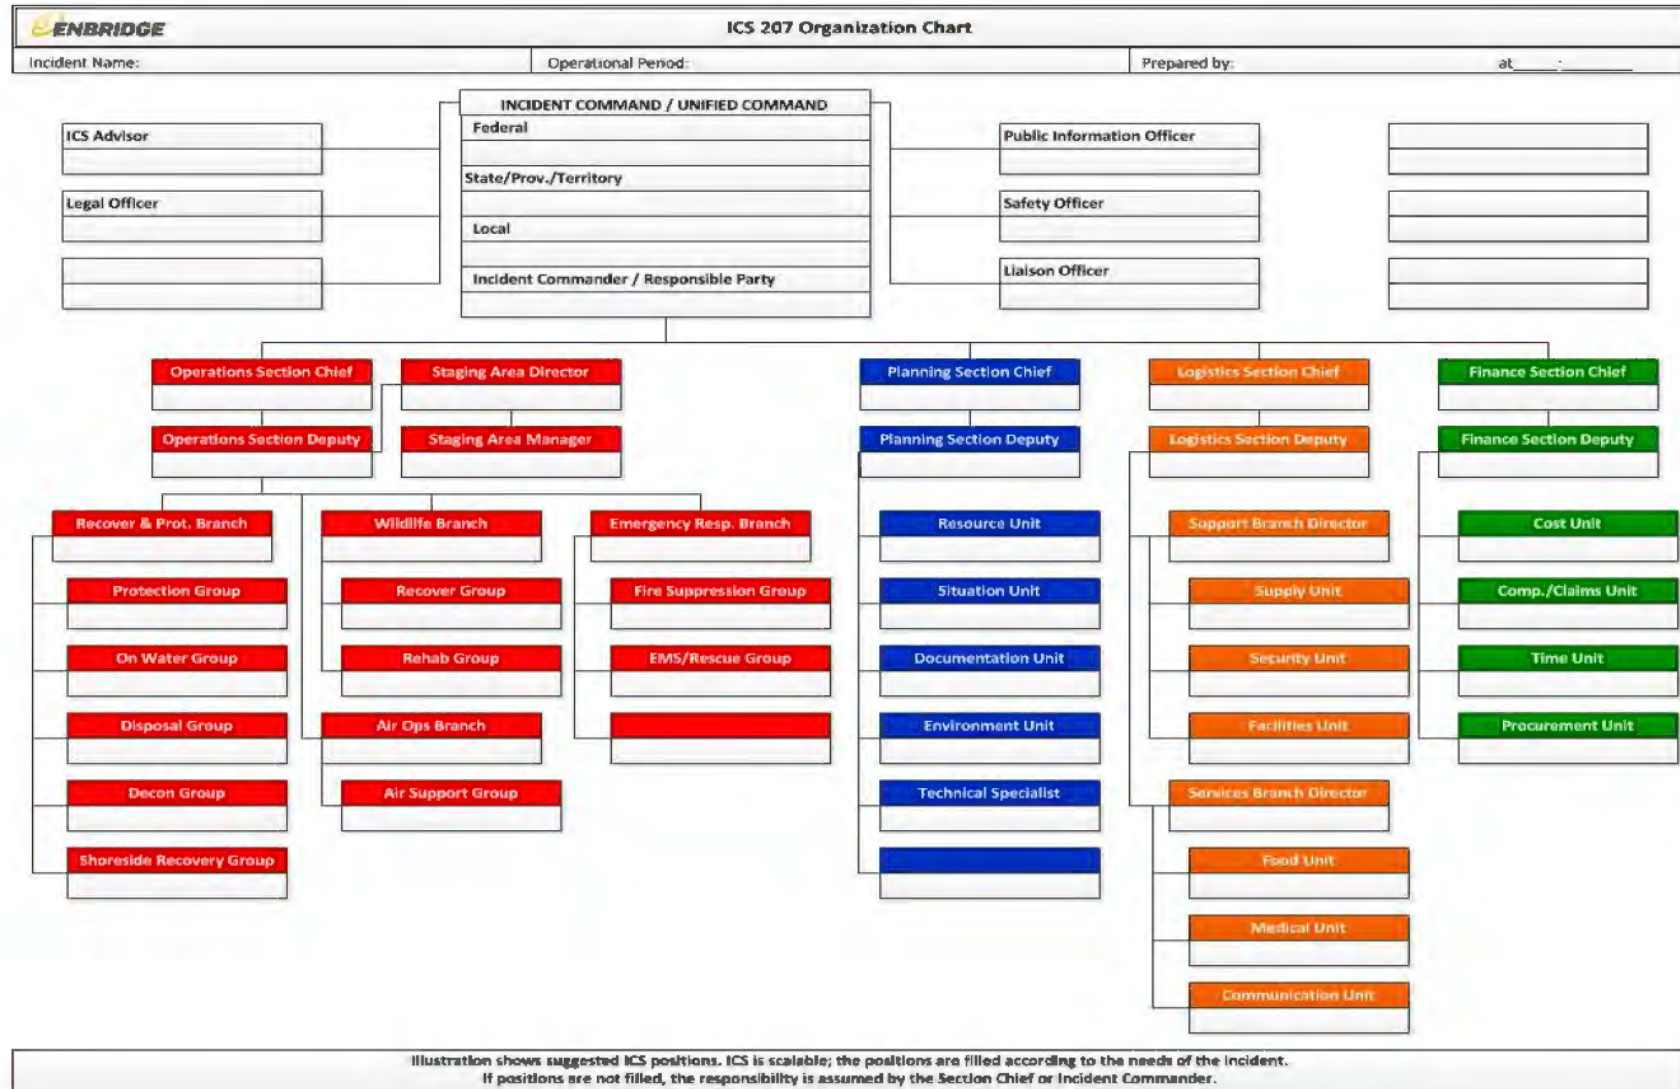 ENBRIDGE
ICS 207 Organization Chart
Incident Name:
Operational Period:
Prepared by:
at_____:_________
INCIDENT COMMAND / UNIFIED COMMAND
Federal
State/Prov./Territory
Local
Incident Commander / Responsible Party
ICS Advisor
Legal Officer
Public Information Officer
Safety Officer
Liaison Officer
Operations Section Chief
Staging Area Director
Operations Section Deputy
Staging Area Manager
Recover & Prot. Branch
Protection Group
On Water Group
Disposal Group
Decon Group
Shoreside Recovery Group
Wildlife Branch
Recover Group
Rehab Group
Air Ops Branch
Air Support Group
Emergency Resp. Branch
Fire Suppression Group
EMS/Rescue Group
Planning Section Chief
Planning Section Deputy
Resource Unit
Situation Unit
Documentation Unit
Environment Unit
Technical Specialist
Logistics Section Chief
Logistics Section Deputy
Support Branch Director
Supply Unit
Security Unit
Facilities Unit
Services Branch Director
Food Unit
Medical Unit
Communication Unit
Finance Section Chief
Finance Section Deputy
Cost Unit
Comp./Claims Unit
Time Unit
Procurement Unit
Illustration shows suggested ICS positions. ICS is scalable; the positions are filled according to the needs of the incident.
If positions are not filled, the responsibility is assumed by the Section Chief or Incident Commander.